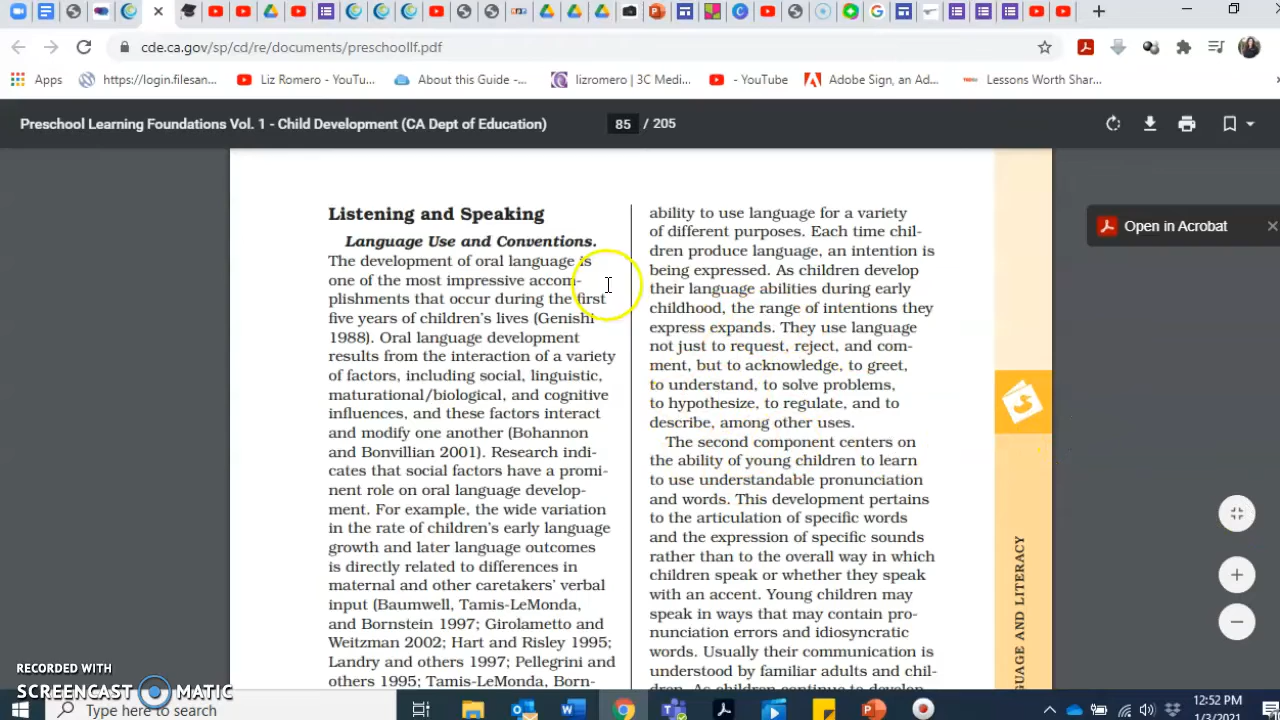 cde.ca.gov/sp/cd/re/documents/preschoollf.pdf
Apps
https://login.filesan...
Liz Romero - YouTu...
About this Guide -...
lizromero | 3C Medi...
- YouTube
Adobe Sign, an Ad...
Lessons Worth Shar...
Preschool Learning Foundations Vol. 1 - Child Development (CA Dept of Education)
85 / 205
Open in Acrobat
Listening and Speaking
Language Use and Conventions.
The development of oral language is
one of the most impressive accom-
plishments that occur during the first
five years of children's lives (Genishi
1988). Oral language development
results from the interaction of a variety
of factors, including social, linguistic,
maturational/biological, and cognitive
influences, and these factors interact
and modify one another (Bohannon
and Bonvillian 2001). Research indi-
cates that social factors have a promi-
nent role on oral language develop-
ment. For example, the wide variation
in the rate of children's early language
growth and later language outcomes
is directly related to differences in
maternal and other caretakers' verbal
input (Baumwell, Tamis-LeMonda,
and Bornstein 1997; Girolametto and
Weitzman 2002; Hart and Risley 1995;
Landry and others 1997; Pellegrini and
others 1995; Tamis-LeMonda, Born-
ability to use language for a variety
of different purposes. Each time chil-
dren produce language, an intention is
being expressed. As children develop
their language abilities during early
childhood, the range of intentions they
express expands. They use language
not just to request, reject, and com-
ment, but to acknowledge, to greet,
to understand, to solve problems,
to hypothesize, to regulate, and to
describe, among other uses.
The second component centers on
the ability of young children to learn
to use understandable pronunciation
and words. This development pertains
to the articulation of specific words
and the expression of specific sounds
rather than to the overall way in which
children speak or whether they speak
with an accent. Young children may
speak in ways that may contain pro-
nunciation errors and idiosyncratic
words. Usually their communication is
understood by familiar adults and chil-
dren. As children continue to develop
GUAGE AND LITERACY
RECORDED WITH
SCREENCAST MATIC
Type here to search
12:52 PM
1/3/2021